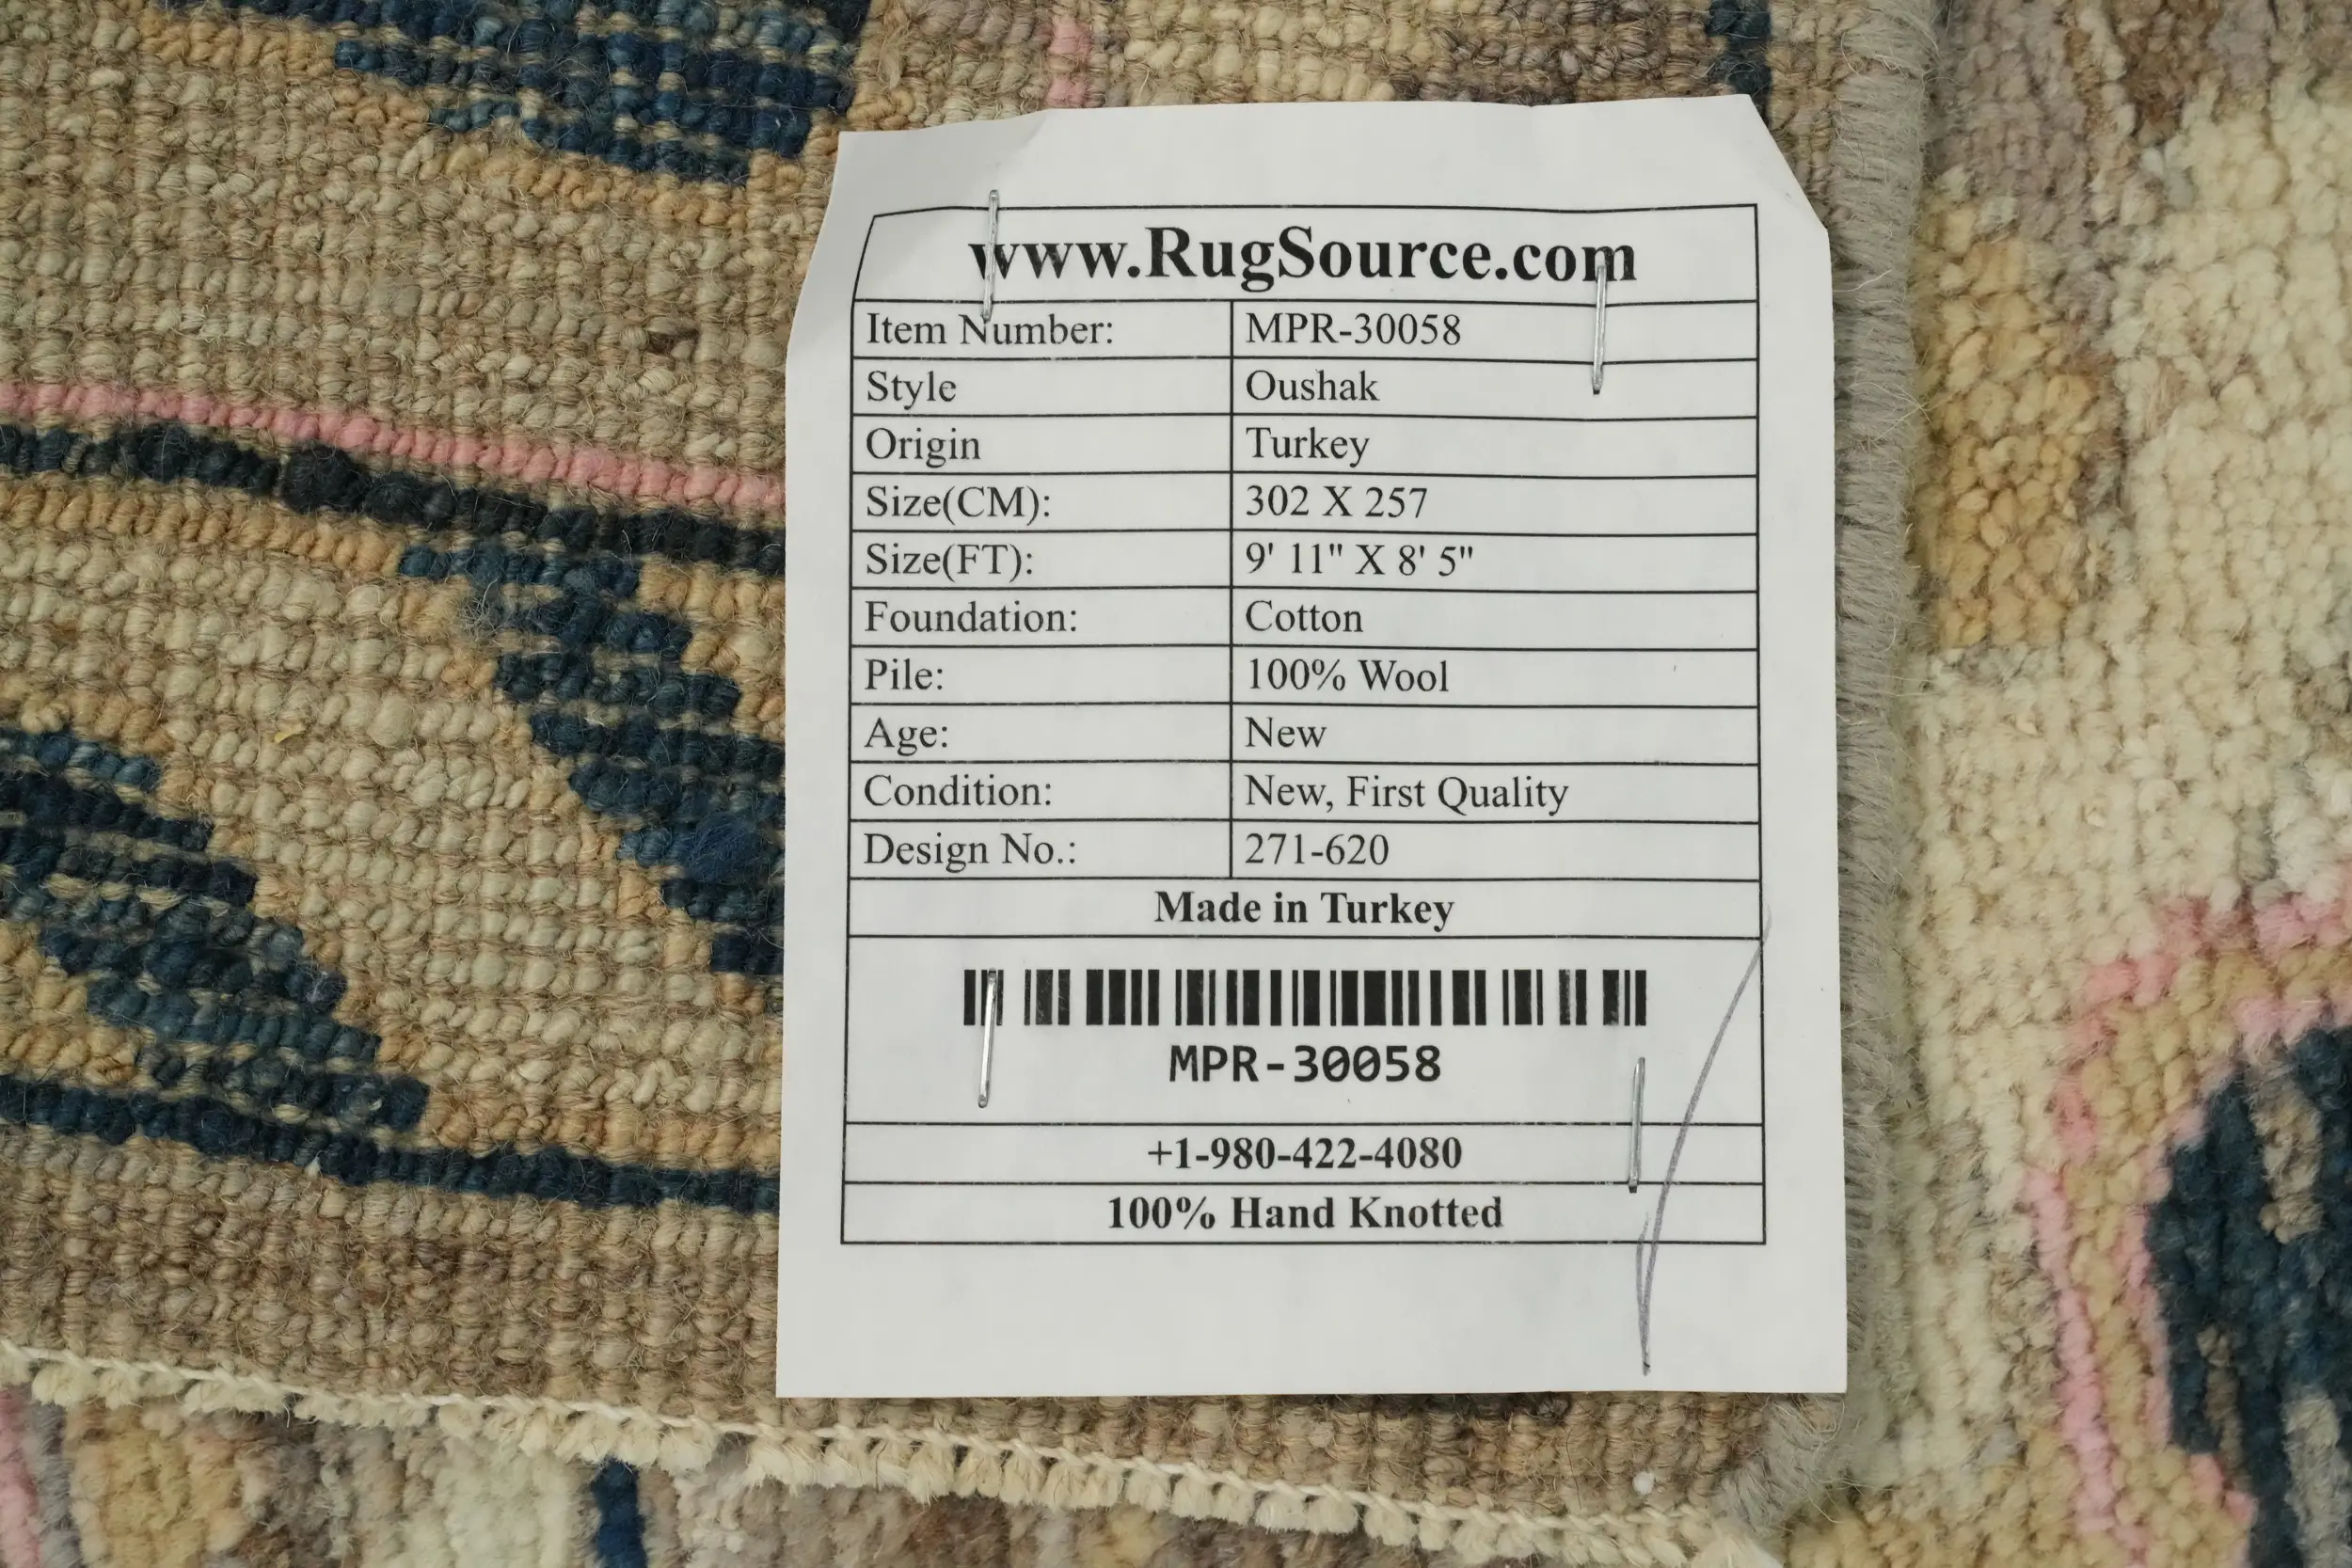 www.RugSource.com
Item Number: MPR-30058
Style Oushak
Origin Turkey
Size(CM): 302 X 257
Size(FT): 9' 11" X 8' 5"
Foundation: Cotton
Pile: 100% Wool
Age: New
Condition: New, First Quality
Design No.: 271-620
Made in Turkey
MPR-30058
+1-980-422-4080
100% Hand Knotted